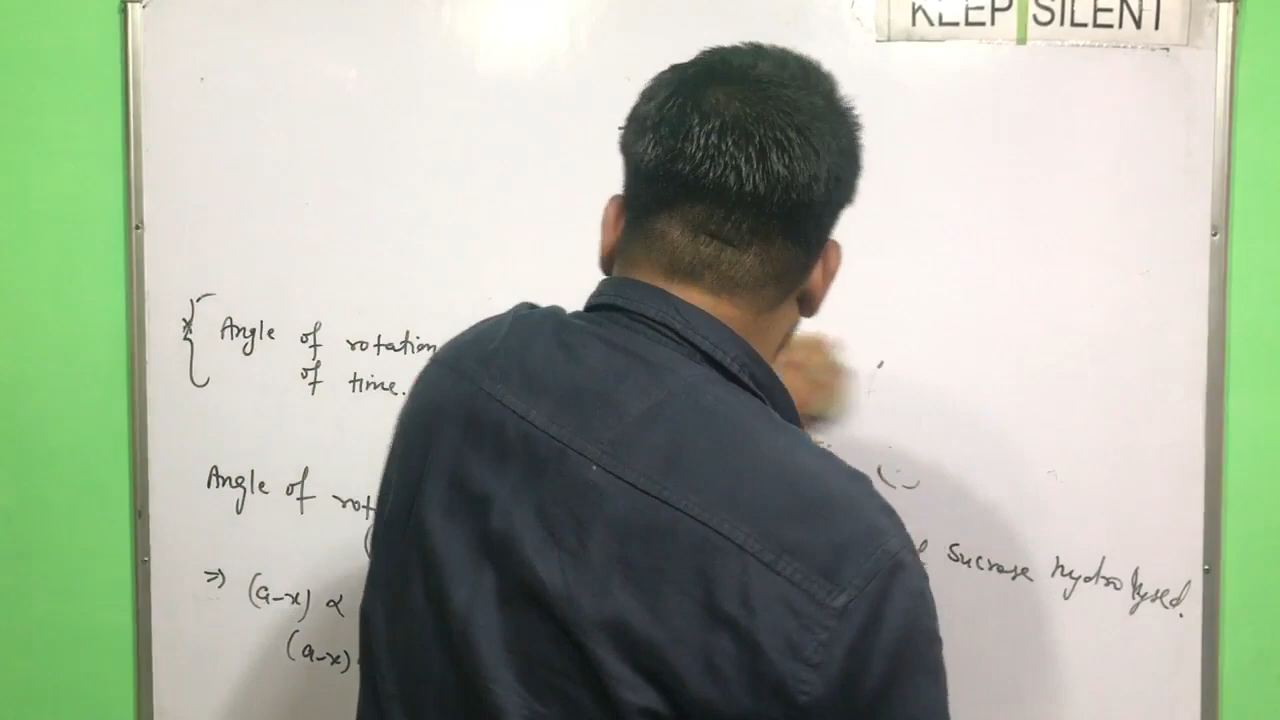 KEEP SILENT
Angle of rotation
of time.
Angle of rot
⇒ (a-x) ∝
sucrose hydrolysed.
(a-x)